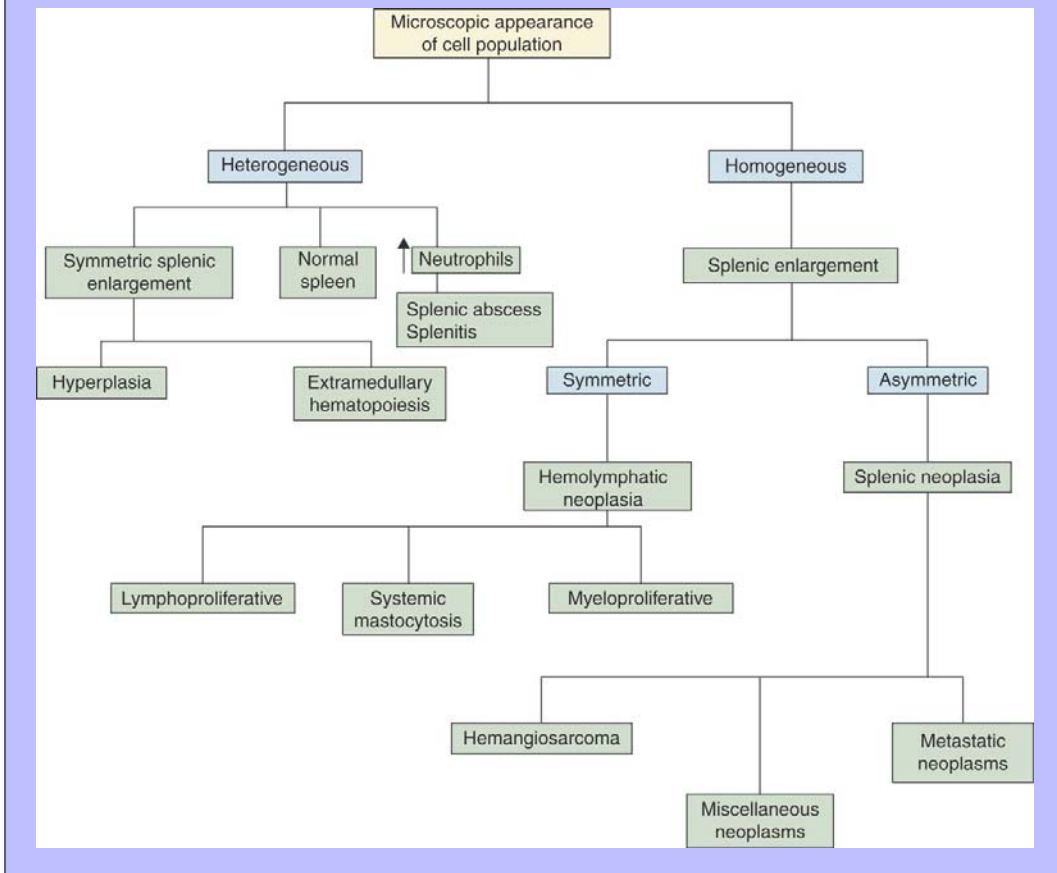 Microscopic appearance
of cell population
Heterogeneous
Homogeneous
Symmetric splenic
enlargement
Normal
spleen
Neutrophils
Splenic abscess
Splenitis
Splenic enlargement
Hyperplasia
Extramedullary
hematopoiesis
Symmetric
Asymmetric
Hemolymphatic
neoplasia
Splenic neoplasia
Lymphoproliferative
Systemic
mastocytosis
Myeloproliferative
Hemangiosarcoma
Metastatic
neoplasms
Miscellaneous
neoplasms